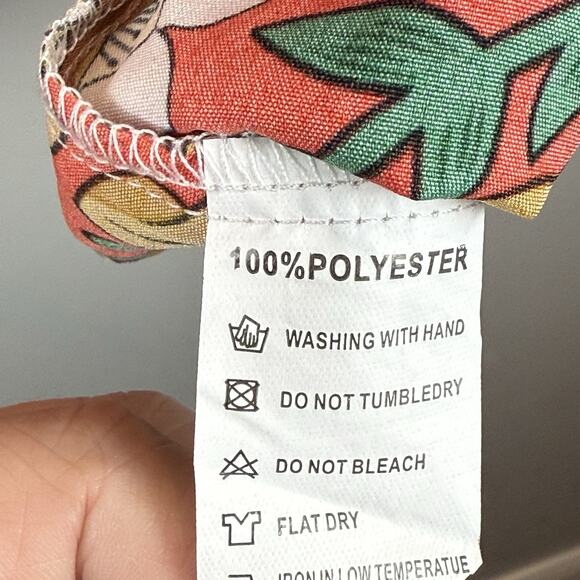 100%POLYESTER
WASHING WITH HAND
DO NOT TUMBLEDRY
DO NOT BLEACH
FLAT DRY
IRON IN LOW TEMPERATUE